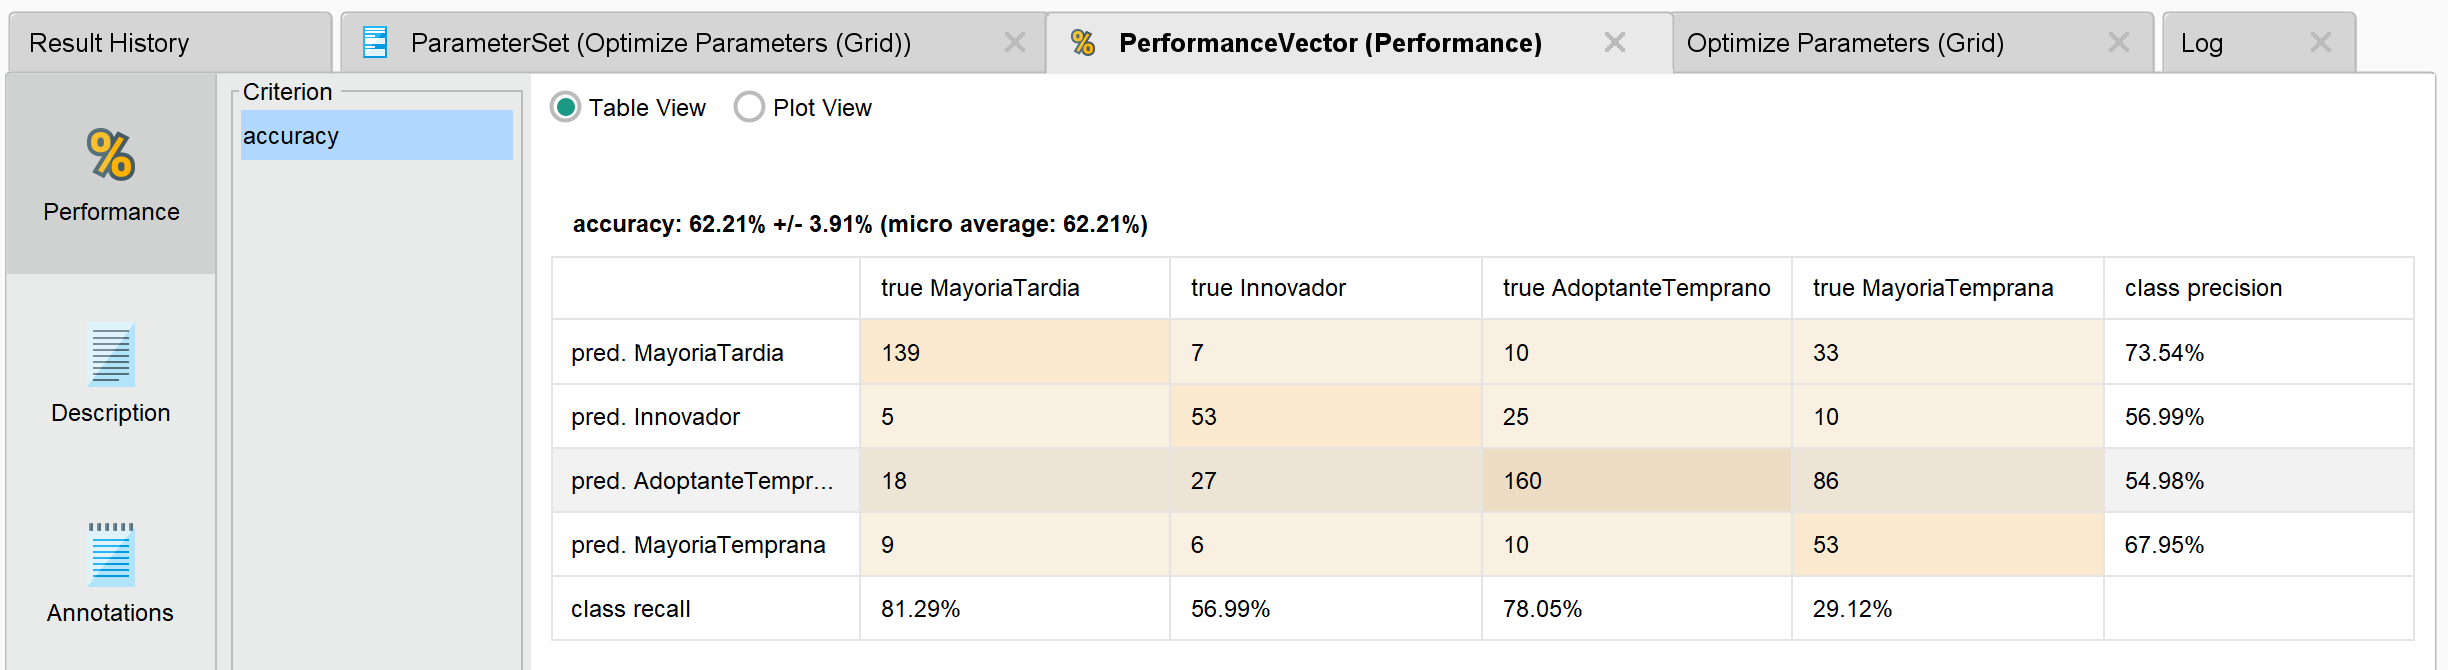 Result History
ParameterSet (Optimize Parameters (Grid))
PerformanceVector (Performance)
Optimize Parameters (Grid)
Log
%
Performance
Description
Annotations
Criterion
accuracy
Table View
Plot View
accuracy: 62.21% +/- 3.91% (micro average: 62.21%)
true MayoriaTardia true Innovador true AdoptanteTemprano true MayoriaTemprana class precision
pred. MayoriaTardia 139 7 10 33 73.54%
pred. Innovador 5 53 25 10 56.99%
pred. AdoptanteTempr... 18 27 160 86 54.98%
pred. MayoriaTemprana 9 6 10 53 67.95%
class recall 81.29% 56.99% 78.05% 29.12%